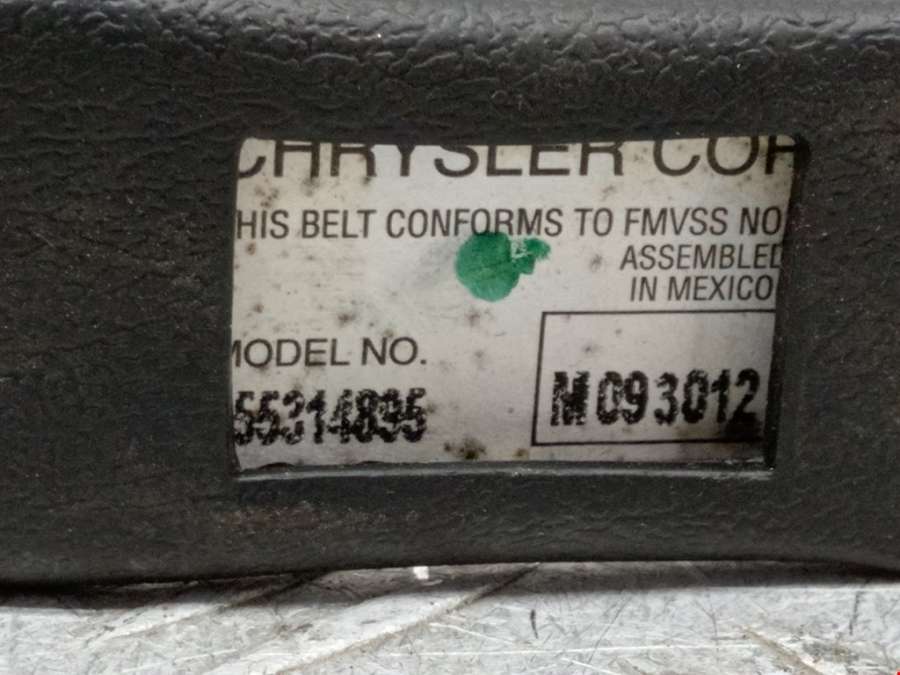 CHRYSLER COR
HIS BELT CONFORMS TO FMVSS NO
ASSEMBLED
IN MEXICO
MODEL NO.
55314895
M093012